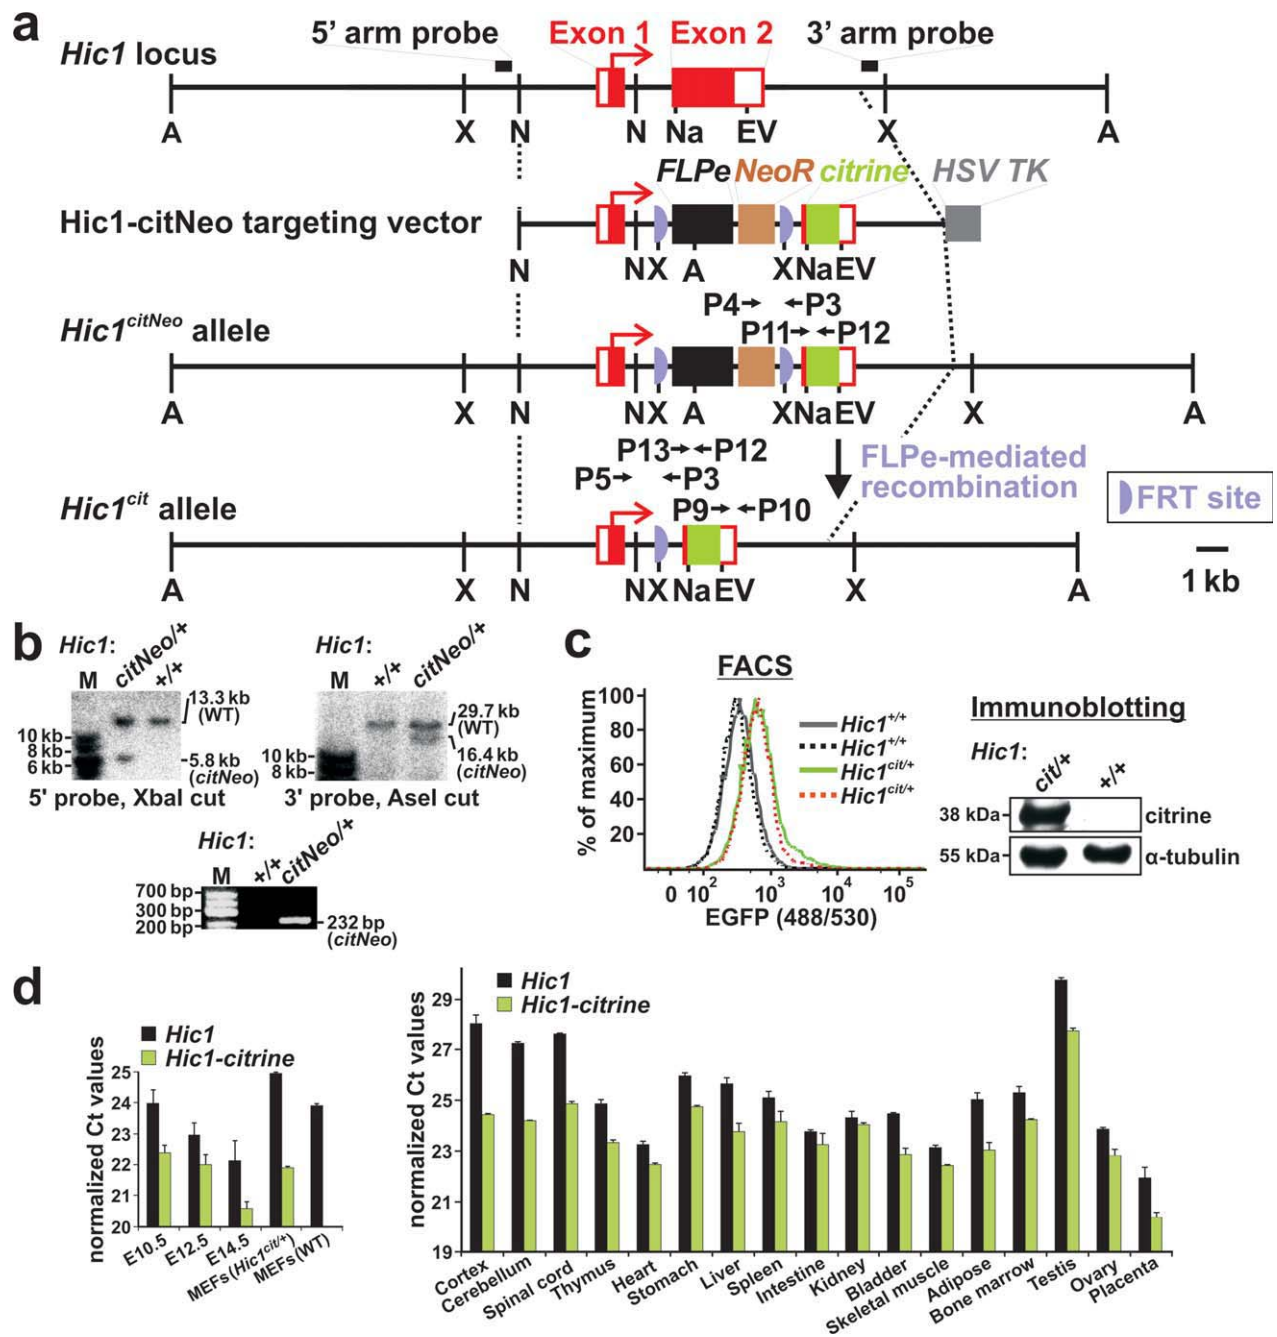 a
5' arm probe Exon 1 Exon 2 3' arm probe
Hic1 locus
A X N N Na EV X A
FLPe NeoR citrine HSV TK
Hic1-citNeo targeting vector
N NX A XNaEV
P4 P3
Hic1citNeo allele P11 P12
A X N NX A XNaEV X A
P13 P12 FLPe-mediated
P5 P3 recombination
Hic1cit allele P9 P10 FRT site
A X N NX NaEV X A
1 kb
b
Hic1: citNeo/+ +/+
M
13.3 kb
(WT)
10 kb
8 kb
6 kb
5.8 kb
(citNeo)
5' probe, XbaI cut
Hic1:
M +/+ citNeo/+
29.7 kb
(WT)
10 kb
8 kb
16.4 kb
(citNeo)
3' probe, AseI cut
Hic1:
M +/+ citNeo/+
700 bp
300 bp
200 bp
232 bp
(citNeo)
c
FACS
% of maximum
100
80
60
40
20
Hic1+/+
Hic1+/+
Hic1cit/+
Hic1cit/+
0 10² 10³ 10⁴ 10⁵
EGFP (488/530)
Immunoblotting
Hic1: cit/+ +/+
38 kDa citrine
55 kDa α-tubulin
d
Hic1
Hic1-citrine
normalized Ct values
25
24
23
22
21
20
E10.5
E12.5
E14.5
MEFs (Hic1cit/+)
MEFs (WT)
Hic1
Hic1-citrine
normalized Ct values
29
27
25
23
21
19
Cortex
Cerebellum
Spinal cord
Thymus
Heart
Stomach
Liver
Spleen
Intestine
Kidney
Bladder
Skeletal muscle
Adipose
Bone marrow
Testis
Ovary
Placenta